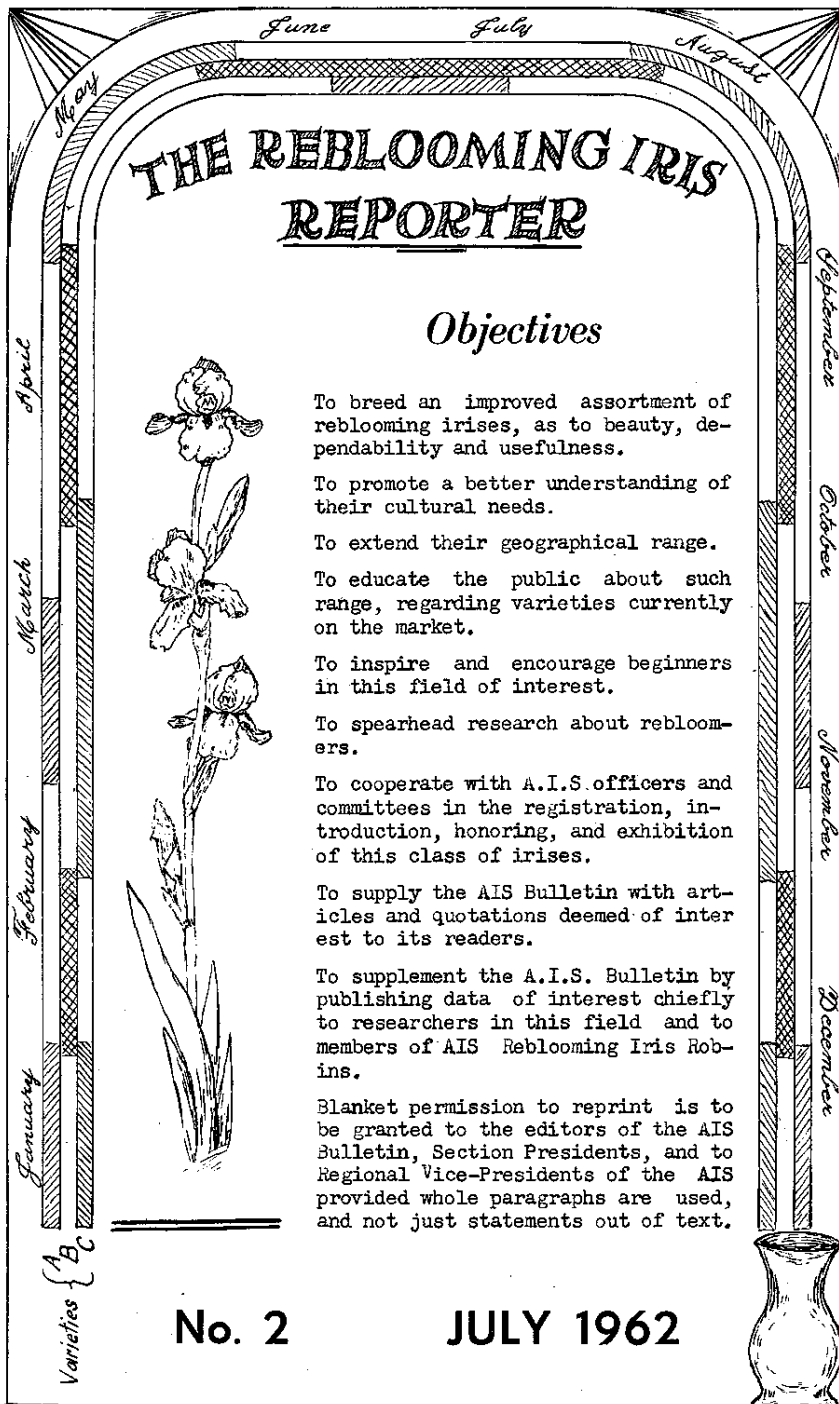 January
February
March
April
May
June
July
August
September
October
November
December
THE REBLOOMING IRIS
REPORTER
Objectives
To breed an improved assortment of
reblooming irises, as to beauty, de-
pendability and usefulness.
To promote a better understanding of
their cultural needs.
To extend their geographical range.
To educate the public about such
range, regarding varieties currently
on the market.
To inspire and encourage beginners
in this field of interest.
To spearhead research about rebloom-
ers.
To cooperate with A.I.S. officers and
committees in the registration, in-
troduction, honoring, and exhibition
of this class of irises.
To supply the AIS Bulletin with art-
icles and quotations deemed of inter
est to its readers.
To supplement the A.I.S. Bulletin by
publishing data of interest chiefly
to researchers in this field and to
members of AIS Reblooming Iris Rob-
ins.
Blanket permission to reprint is to
be granted to the editors of the AIS
Bulletin, Section Presidents, and to
Regional Vice-Presidents of the AIS
provided whole paragraphs are used,
and not just statements out of text.
Varieties { A
B
C
No. 2 JULY 1962